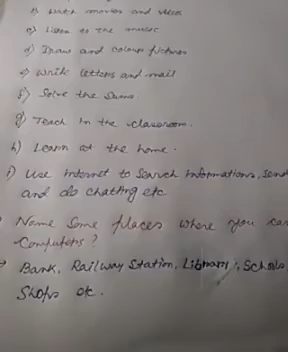 b) watch movies and videos
c) Listen to the music
d) Draw and colour pictures
e) write letters and mail
f) Solve the Sums
g) Teach in the classroom.
h) Learn at the home.
i) Use internet to Search informations, send
and do chatting etc
Name Some places where you can
Computers?
Bank, Railway Station, Library, Schools
Shops etc.